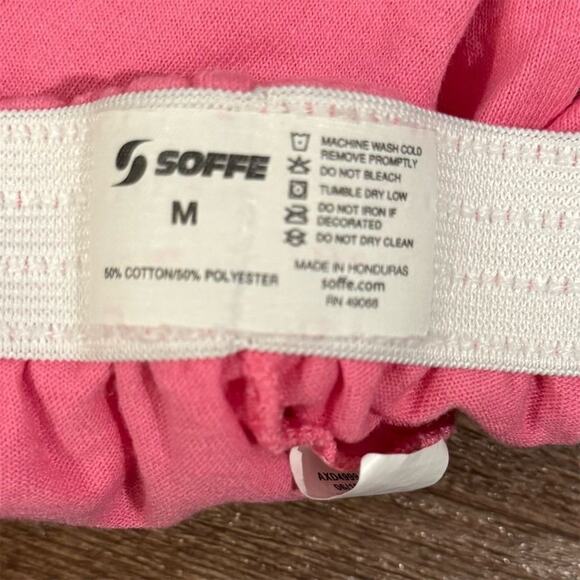 SOFFE
M
50% COTTON/50% POLYESTER
MACHINE WASH COLD
REMOVE PROMPTLY
DO NOT BLEACH
TUMBLE DRY LOW
DO NOT IRON IF
DECORATED
DO NOT DRY CLEAN
MADE IN HONDURAS
soffe.com
RN 49068